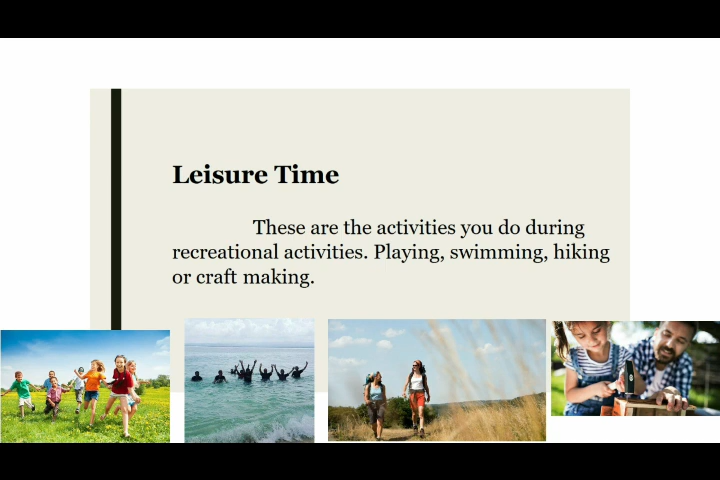 Leisure Time
These are the activities you do during
recreational activities. Playing, swimming, hiking
or craft making.